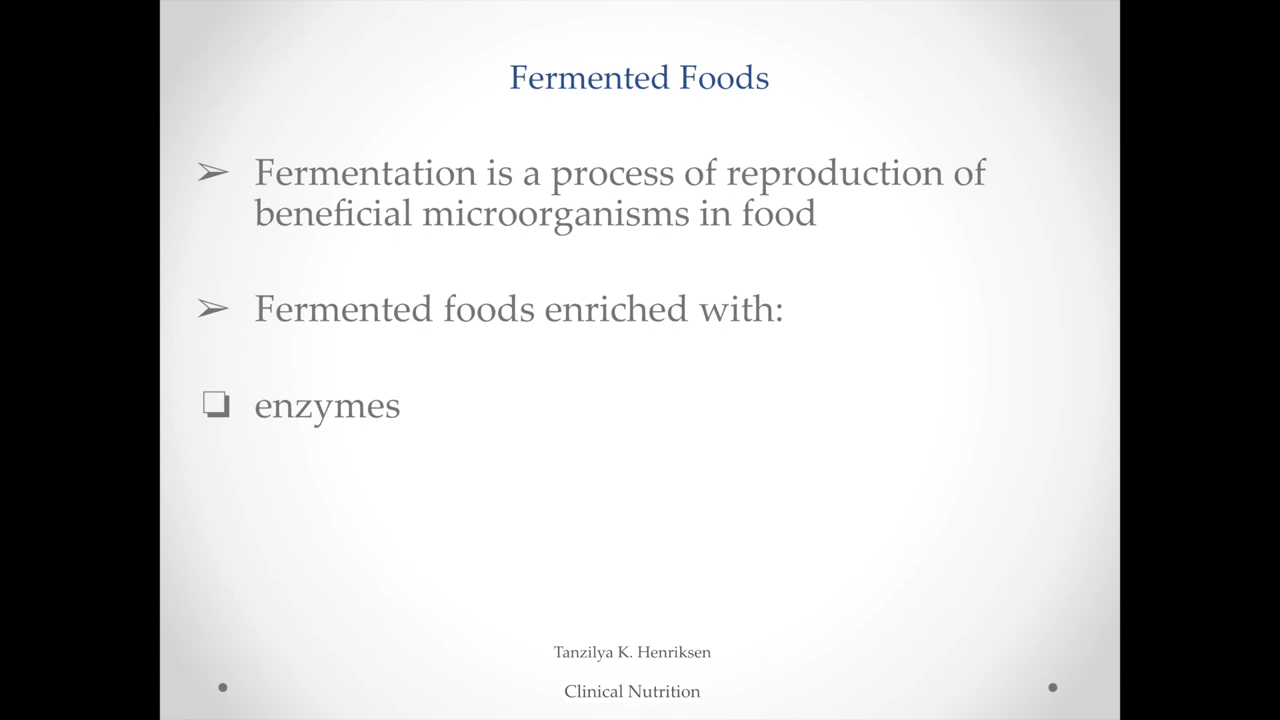 Fermented Foods
➢ Fermentation is a process of reproduction of
beneficial microorganisms in food
➢ Fermented foods enriched with:
❏ enzymes
Tanzilya K. Henriksen
Clinical Nutrition